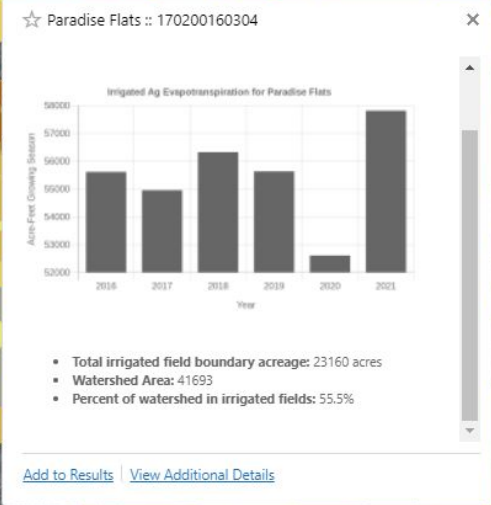 Paradise Flats :: 170200160304
Irrigated Ag Evapotranspiration for Paradise Flats
Acre-Feet Growing Season
58000
57000
56000
55000
54000
53000
52000
2016 2017 2018 2019 2020 2021
Year
• Total irrigated field boundary acreage: 23160 acres
• Watershed Area: 41693
• Percent of watershed in irrigated fields: 55.5%
Add to Results | View Additional Details